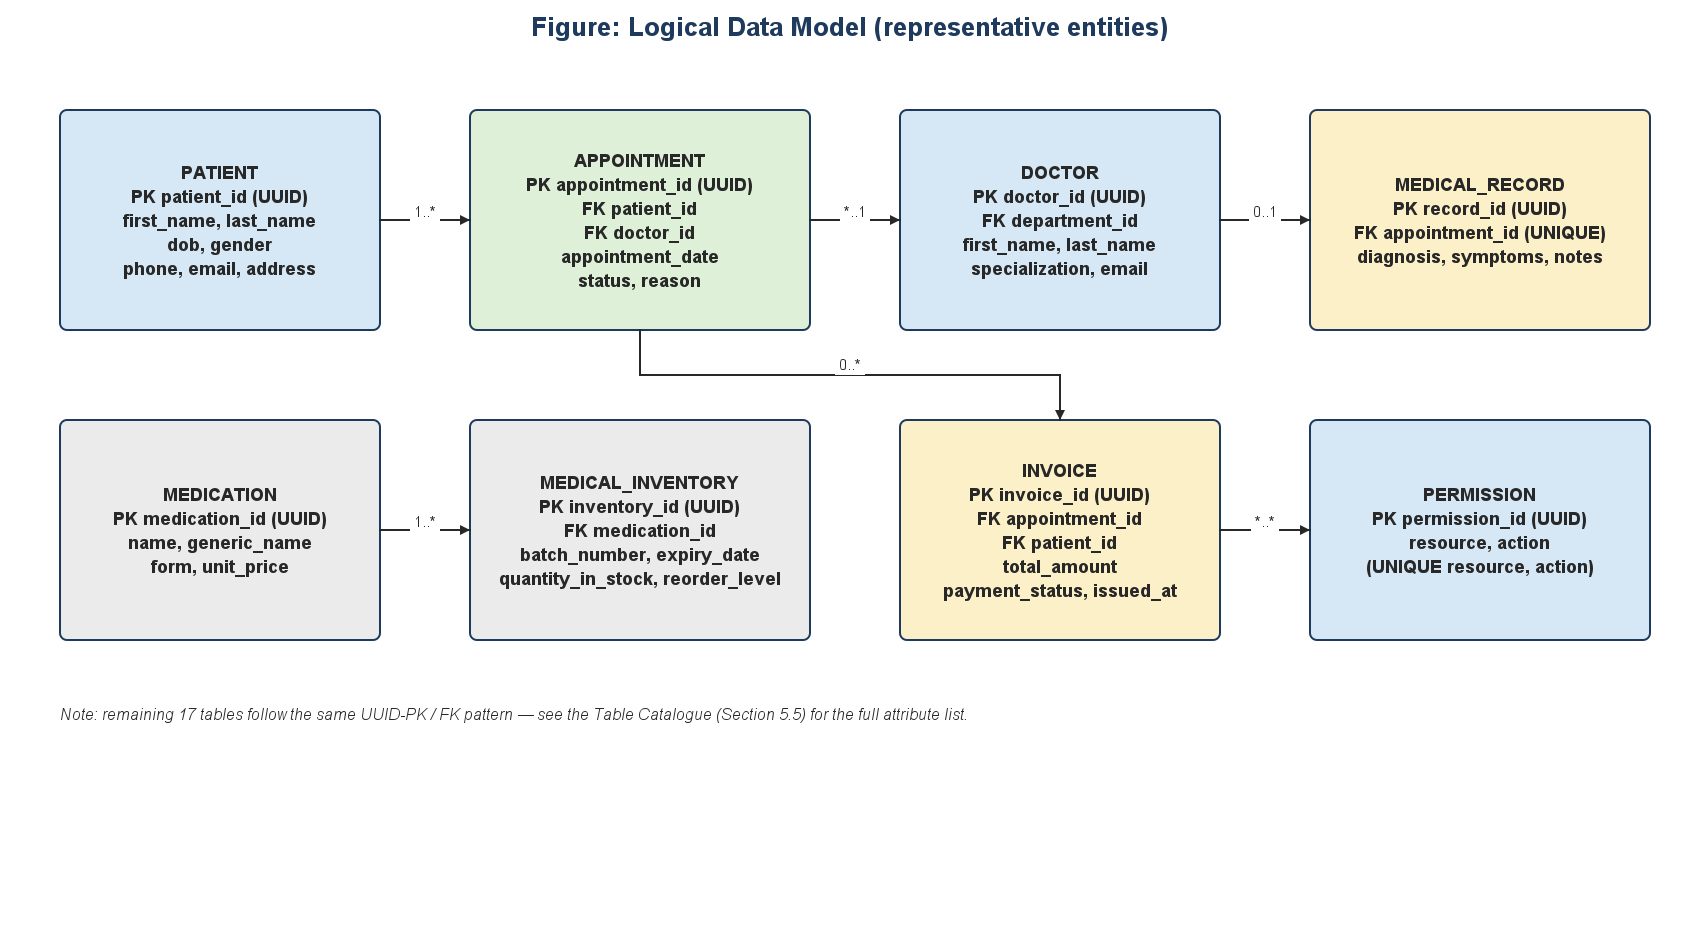 Figure: Logical Data Model (representative entities)
PATIENT
PK patient_id (UUID)
first_name, last_name
dob, gender
phone, email, address
1..*
APPOINTMENT
PK appointment_id (UUID)
FK patient_id
FK doctor_id
appointment_date
status, reason
*..1
DOCTOR
PK doctor_id (UUID)
FK department_id
first_name, last_name
specialization, email
0..1
MEDICAL_RECORD
PK record_id (UUID)
FK appointment_id (UNIQUE)
diagnosis, symptoms, notes
0..*
MEDICATION
PK medication_id (UUID)
name, generic_name
form, unit_price
1..*
MEDICAL_INVENTORY
PK inventory_id (UUID)
FK medication_id
batch_number, expiry_date
quantity_in_stock, reorder_level
INVOICE
PK invoice_id (UUID)
FK appointment_id
FK patient_id
total_amount
payment_status, issued_at
*..*
PERMISSION
PK permission_id (UUID)
resource, action
(UNIQUE resource, action)
Note: remaining 17 tables follow the same UUID-PK / FK pattern — see the Table Catalogue (Section 5.5) for the full attribute list.